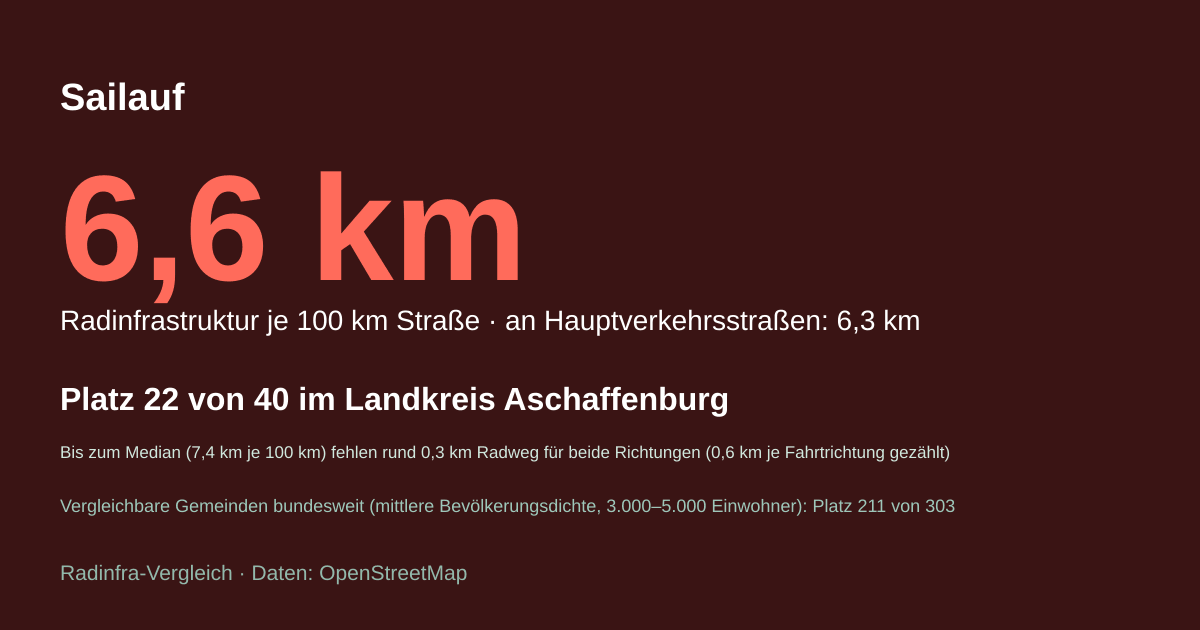 Sailauf
6,6 km
Radinfrastruktur je 100 km Straße · an Hauptverkehrsstraßen: 6,3 km
Platz 22 von 40 im Landkreis Aschaffenburg
Bis zum Median (7,4 km je 100 km) fehlen rund 0,3 km Radweg für beide Richtungen (0,6 km je Fahrtrichtung gezählt)
Vergleichbare Gemeinden bundesweit (mittlere Bevölkerungsdichte, 3.000–5.000 Einwohner): Platz 211 von 303
Radinfra-Vergleich · Daten: OpenStreetMap